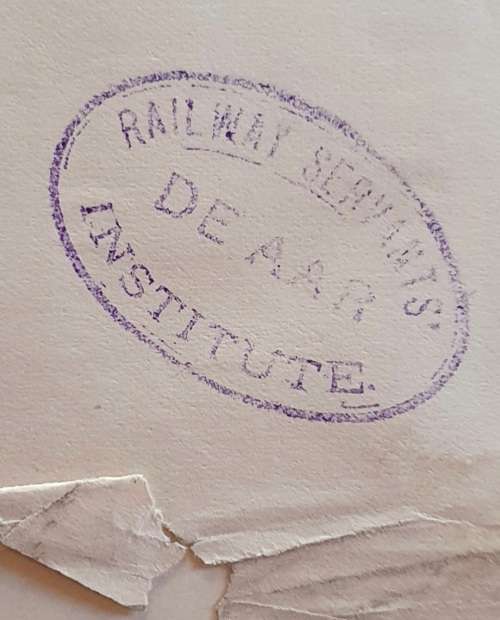 RAILWAY SERVANTS'
DE AAR
INSTITUTE.